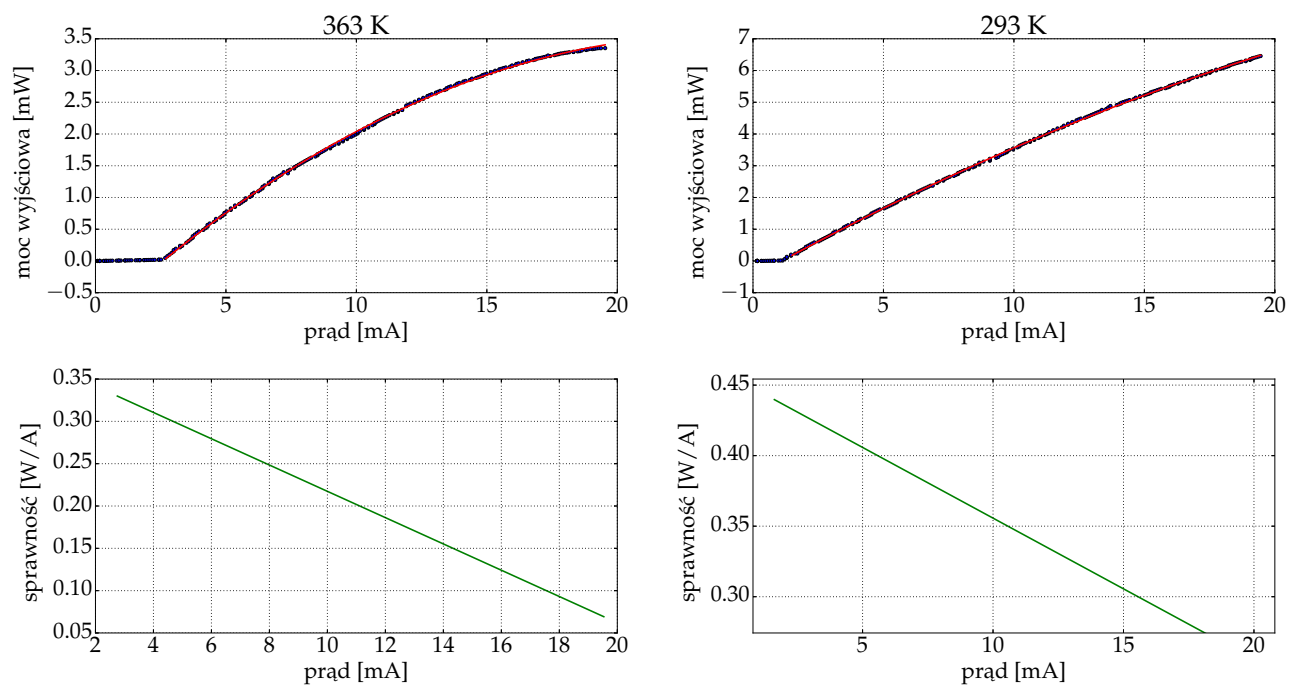 363 K
3.5
3.0
2.5
2.0
1.5
1.0
0.5
0.0
−0.5
moc wyjściowa [mW]
0 5 10 15 20
prąd [mA]
293 K
7
6
5
4
3
2
1
0
−1
moc wyjściowa [mW]
0 5 10 15 20
prąd [mA]
0.35
0.30
0.25
0.20
0.15
0.10
0.05
sprawność [W/A]
2 4 6 8 10 12 14 16 18 20
prąd [mA]
0.45
0.40
0.35
0.30
sprawność [W/A]
5 10 15 20
prąd [mA]